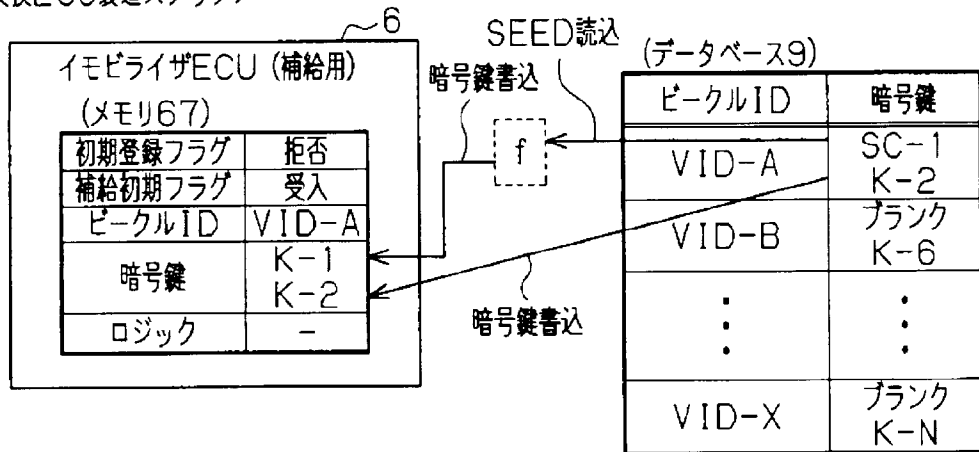 6
イモビライザECU (補給用)
(メモリ67)
初期登録フラグ 拒否
補給初期フラグ 受入
ビークルID VID-A
暗号鍵 K-1
K-2
ロジック －
暗号鍵書込
SEED読込
f
暗号鍵書込
(データベース9)
ビークルID 暗号鍵
VID-A SC-1
K-2
VID-B ブランク
K-6
VID-X ブランク
K-N